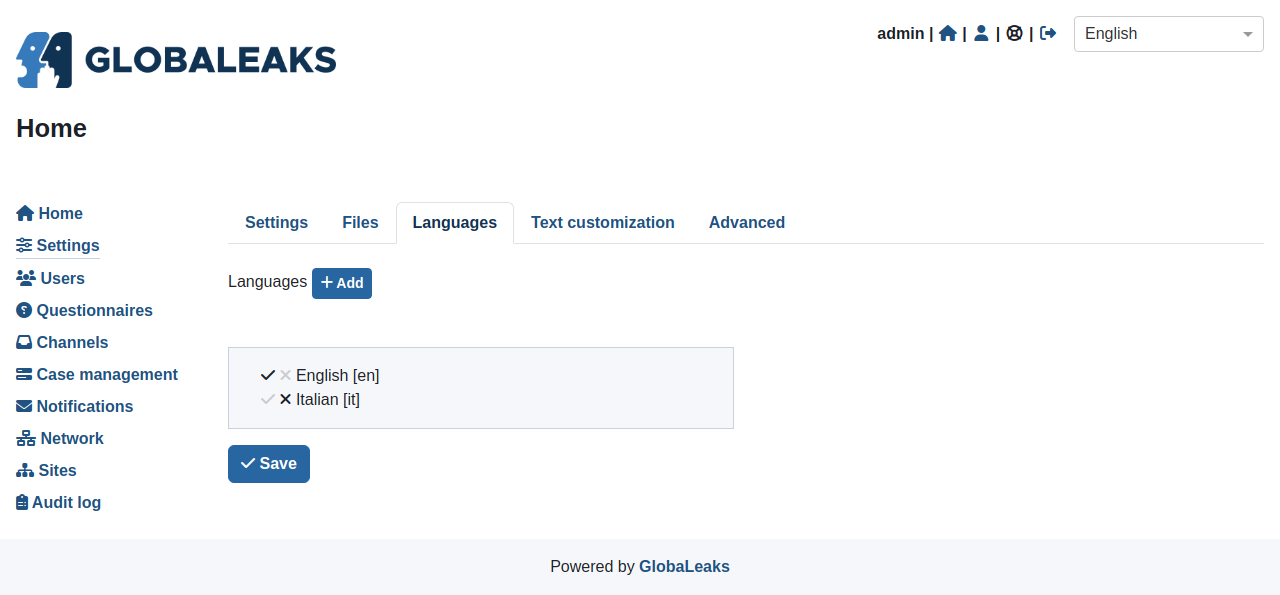 GLOBALEAKS
admin | | | |
English
Home
Home
Settings
Users
Questionnaires
Channels
Case management
Notifications
Network
Sites
Audit log
Settings Files Languages Text customization Advanced
Languages Add
English [en]
Italian [it]
Save
Powered by GlobaLeaks